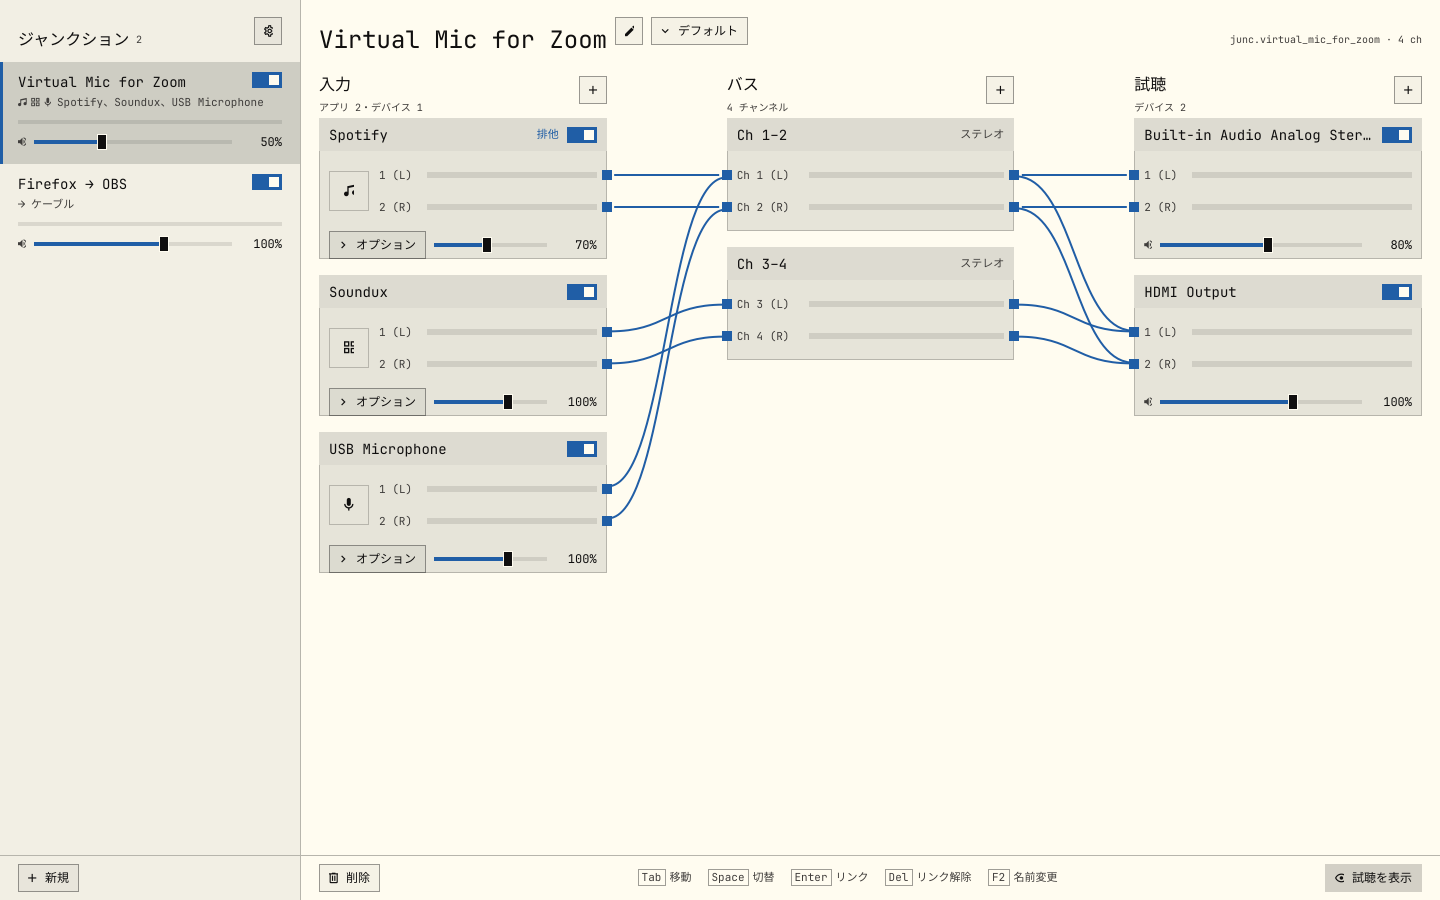 ジャンクション 2
Virtual Mic for Zoom
Spotify、Soundux、USB Microphone
50%
Firefox → OBS
→ ケーブル
100%
+ 新規
Virtual Mic for Zoom
デフォルト
junc.virtual_mic_for_zoom · 4 ch
入力
アプリ 2・デバイス 1
Spotify
排他
1 (L)
2 (R)
オプション
70%
Soundux
1 (L)
2 (R)
オプション
100%
USB Microphone
1 (L)
2 (R)
オプション
100%
バス
4 チャンネル
Ch 1–2
ステレオ
Ch 1 (L)
Ch 2 (R)
Ch 3–4
ステレオ
Ch 3 (L)
Ch 4 (R)
試聴
デバイス 2
Built-in Audio Analog Ster…
1 (L)
2 (R)
80%
HDMI Output
1 (L)
2 (R)
100%
削除
Tab 移動 Space 切替 Enter リンク Del リンク解除 F2 名前変更
試聴を表示